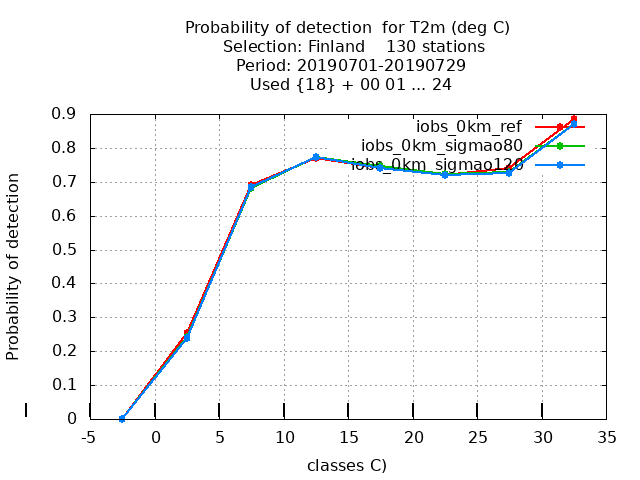 Probability of detection  for T2m (deg C)
Selection: Finland    130 stations
Period: 20190701-20190729
Used {18} + 00 01 ... 24
iobs_0km_ref
iobs_0km_sigmao80
iobs_0km_sigmao120
Probability of detection
0.9
0.8
0.7
0.6
0.5
0.4
0.3
0.2
0.1
0
-5 0 5 10 15 20 25 30 35
classes C)